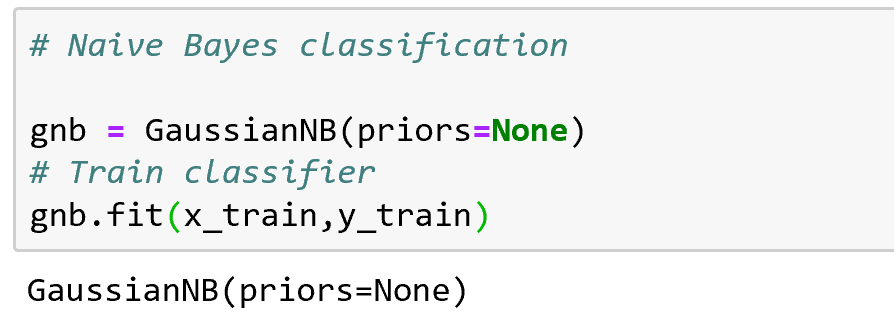 # Naive Bayes classification
gnb = GaussianNB(priors=None)
# Train classifier
gnb.fit(x_train,y_train)
GaussianNB(priors=None)